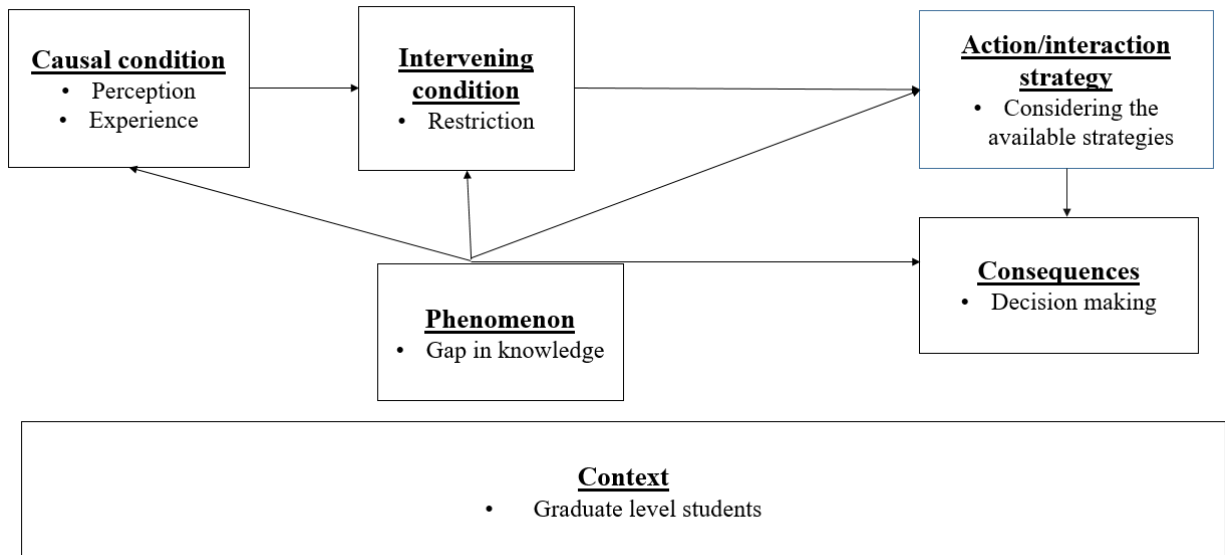 Causal condition
• Perception
• Experience
Intervening
condition
• Restriction
Action/interaction
strategy
• Considering the
available strategies
Phenomenon
• Gap in knowledge
Consequences
• Decision making
Context
• Graduate level students